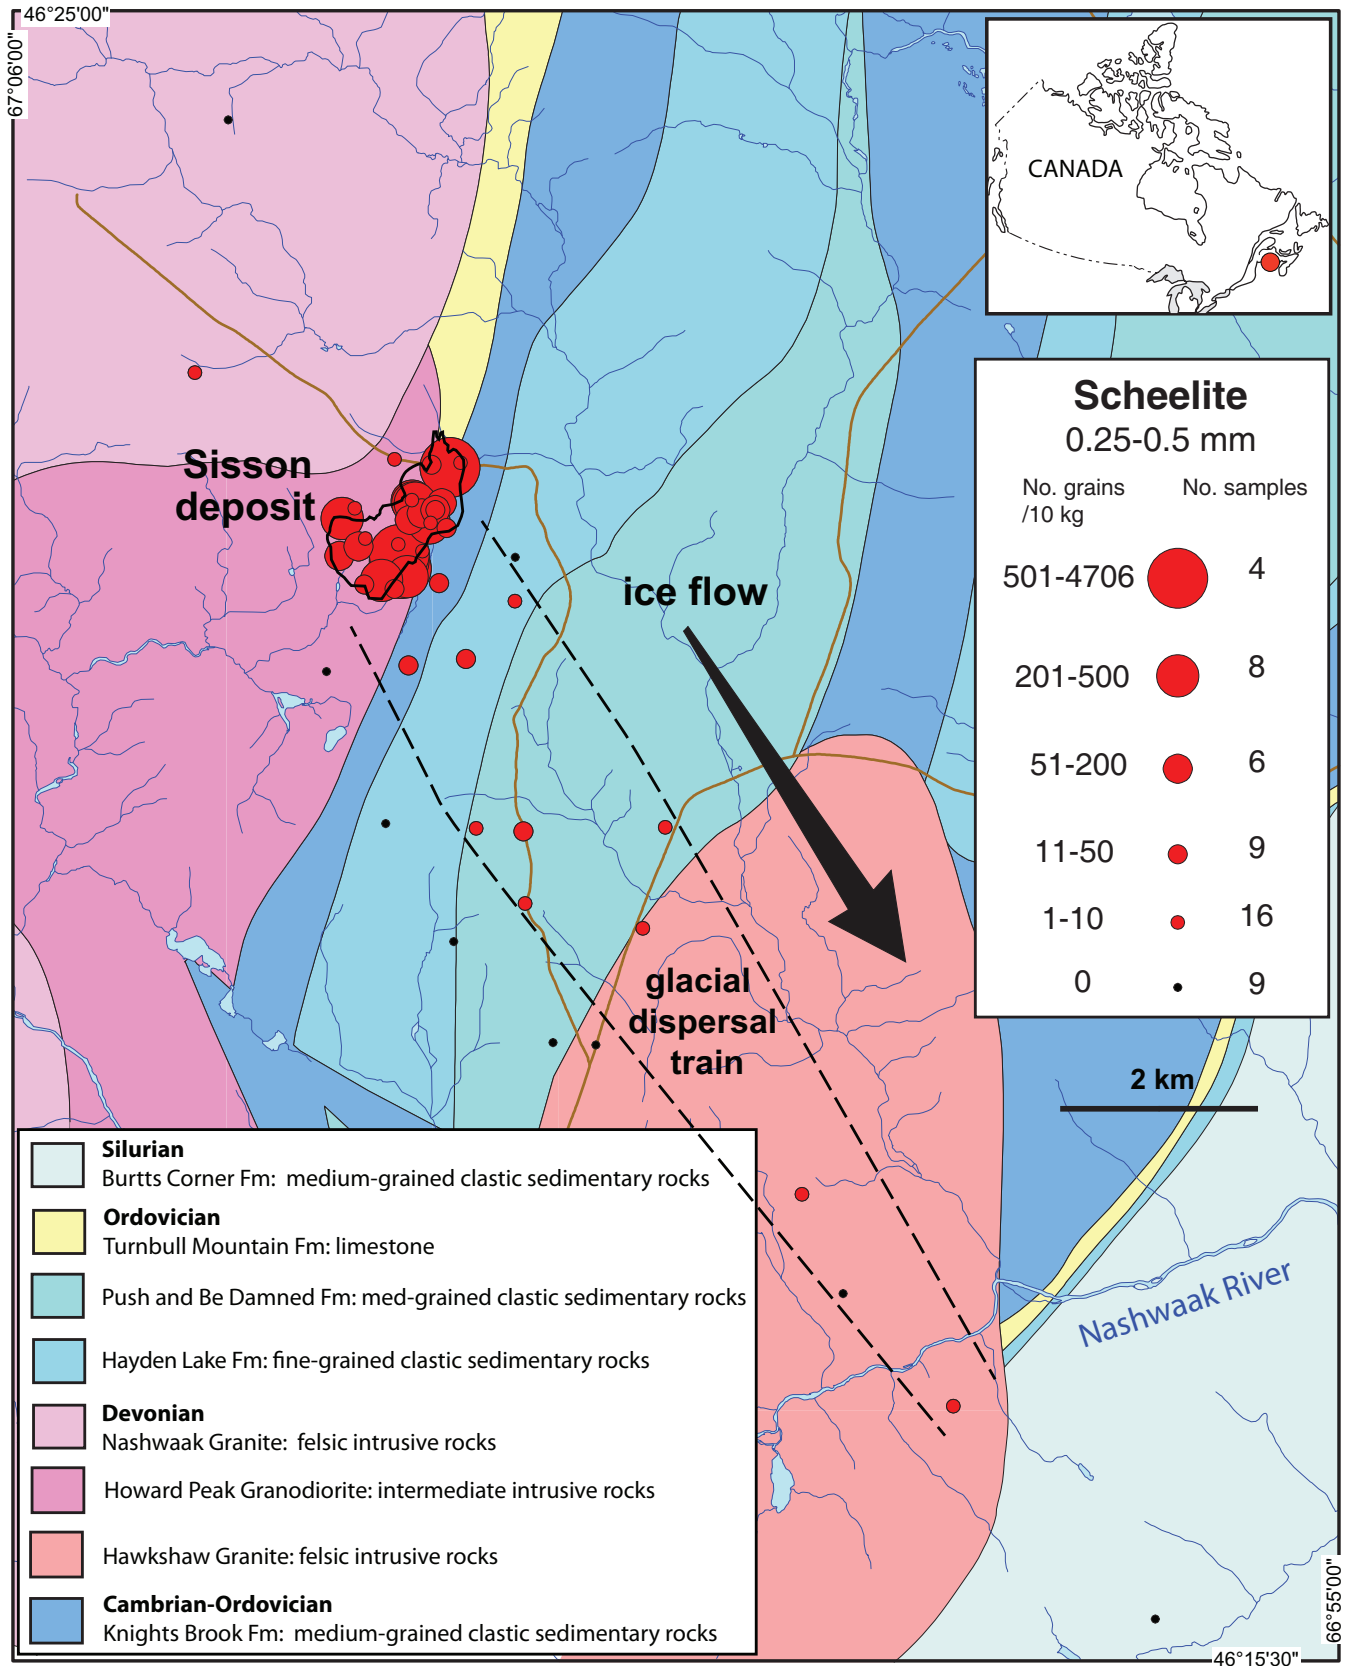 46°25'00"
67°06'00"
CANADA
Scheelite
0.25-0.5 mm
No. grains
/10 kg
No. samples
501-4706
4
201-500
8
51-200
6
11-50
9
1-10
16
0
9
Sisson
deposit
ice flow
glacial
dispersal
train
2 km
Nashwaak River
Silurian
Burtts Corner Fm: medium-grained clastic sedimentary rocks
Ordovician
Turnbull Mountain Fm: limestone
Push and Be Damned Fm: med-grained clastic sedimentary rocks
Hayden Lake Fm: fine-grained clastic sedimentary rocks
Devonian
Nashwaak Granite: felsic intrusive rocks
Howard Peak Granodiorite: intermediate intrusive rocks
Hawkshaw Granite: felsic intrusive rocks
Cambrian-Ordovician
Knights Brook Fm: medium-grained clastic sedimentary rocks
66°55'00"
46°15'30"